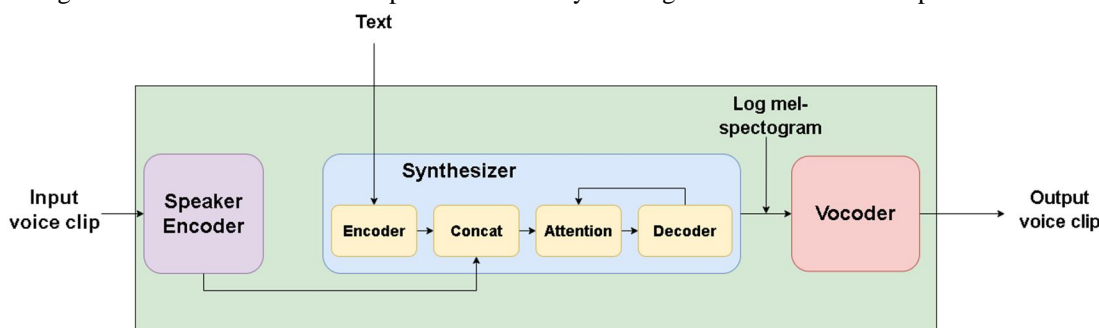 Text
Log mel-
spectogram
Synthesizer
Speaker
Encoder
Input
voice clip
Encoder
Concat
Attention
Decoder
Vocoder
Output
voice clip